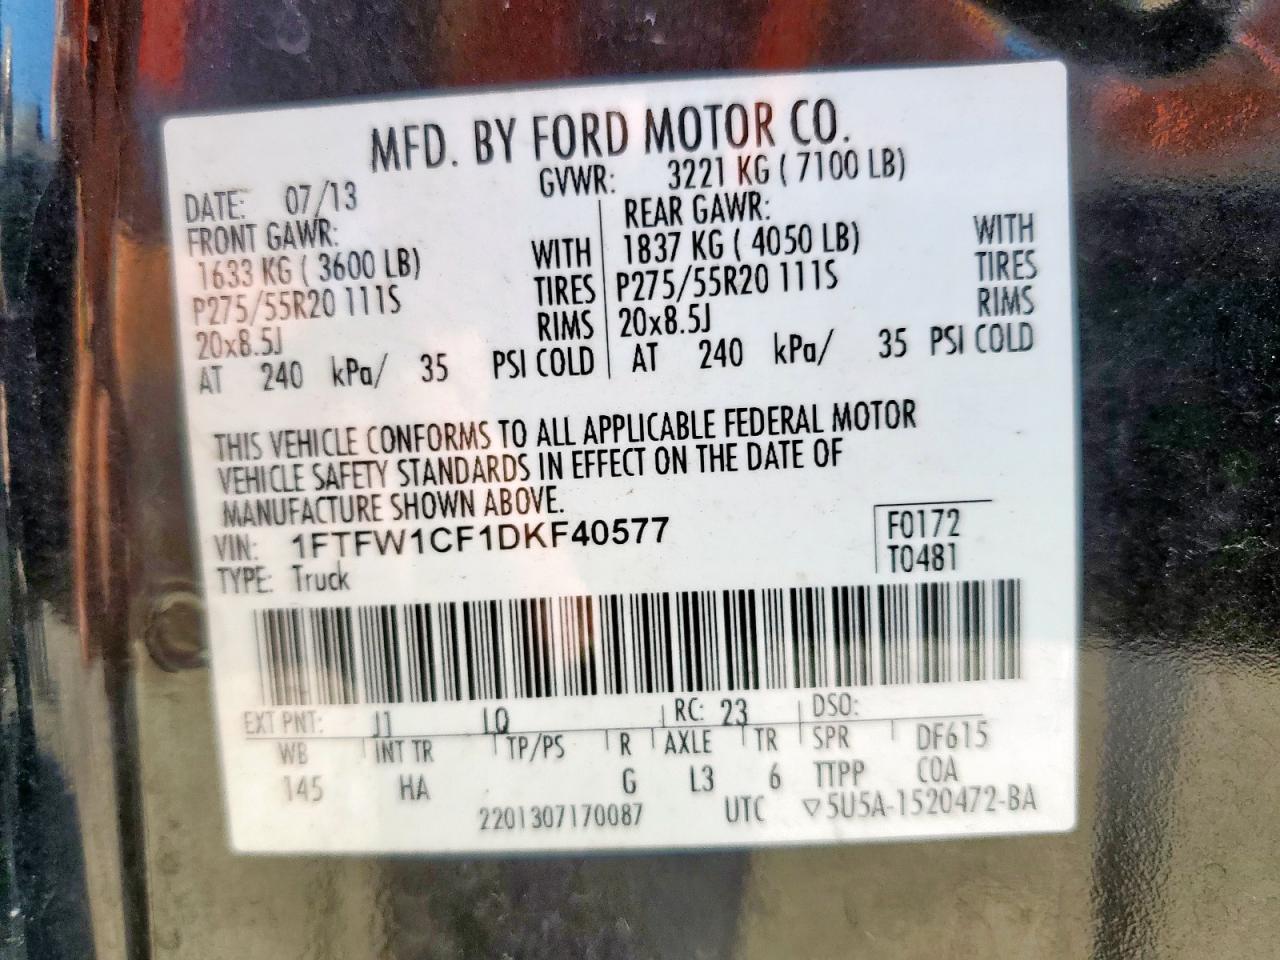 MFD. BY FORD MOTOR CO.
DATE: 07/13 GVWR: 3221 KG ( 7100 LB)
FRONT GAWR: REAR GAWR:
1633 KG ( 3600 LB) WITH 1837 KG ( 4050 LB) WITH
P275/55R20 111S TIRES P275/55R20 111S TIRES
20x8.5J RIMS 20x8.5J RIMS
AT 240 kPa/ 35 PSI COLD AT 240 kPa/ 35 PSI COLD
THIS VEHICLE CONFORMS TO ALL APPLICABLE FEDERAL MOTOR
VEHICLE SAFETY STANDARDS IN EFFECT ON THE DATE OF
MANUFACTURE SHOWN ABOVE.
VIN: 1FTFW1CF1DKF40577 F0172
TYPE: Truck T0481
EXT PNT: J1 LQ RC: 23 DSO:
WB INT TR TP/PS R AXLE TR SPR DF615
145 HA G L3 6 TTPP COA
2201307170087 UTC ▽5U5A-1520472-BA